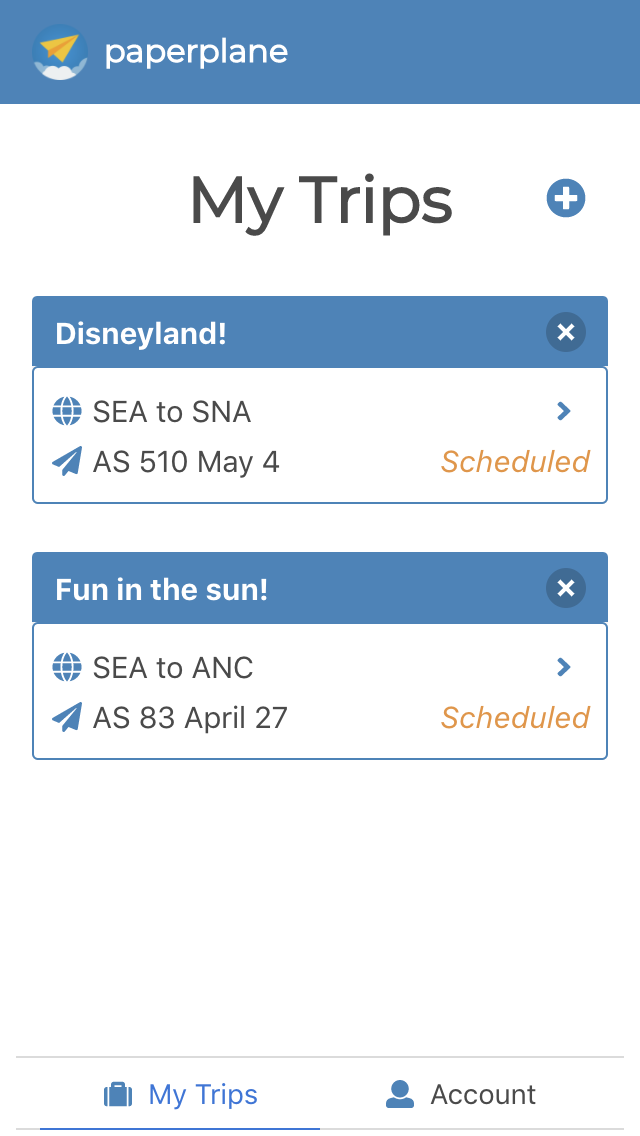 paperplane
My Trips
Disneyland!
SEA to SNA
AS 510 May 4 Scheduled
Fun in the sun!
SEA to ANC
AS 83 April 27 Scheduled
My Trips Account